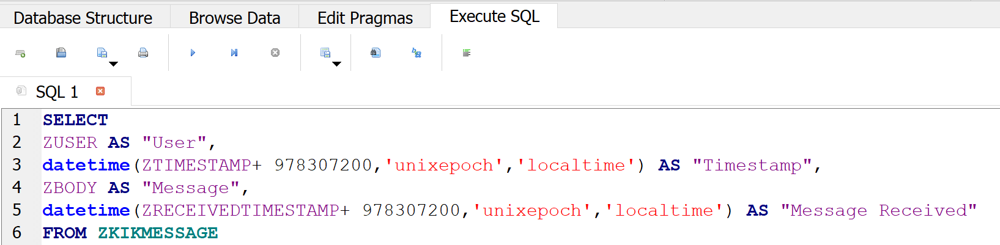 Database Structure Browse Data Edit Pragmas Execute SQL
SQL 1
1 SELECT
2 ZUSER AS "User",
3 datetime(ZTIMESTAMP+ 978307200,'unixepoch','localtime') AS "Timestamp",
4 ZBODY AS "Message",
5 datetime(ZRECEIVEDTIMESTAMP+ 978307200,'unixepoch','localtime') AS "Message Received"
6 FROM ZKIKMESSAGE